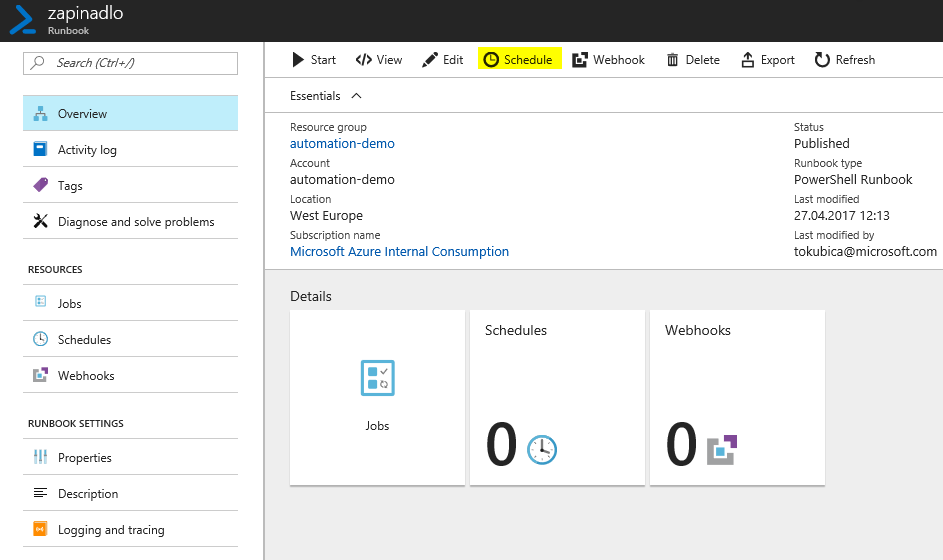 zapinadlo
Runbook
Search (Ctrl+/)
Overview
Activity log
Tags
Diagnose and solve problems
RESOURCES
Jobs
Schedules
Webhooks
RUNBOOK SETTINGS
Properties
Description
Logging and tracing
Start View Edit Schedule Webhook Delete Export Refresh
Essentials
Resource group
automation-demo
Account
automation-demo
Location
West Europe
Subscription name
Microsoft Azure Internal Consumption
Status
Published
Runbook type
PowerShell Runbook
Last modified
27.04.2017 12:13
Last modified by
tokubica@microsoft.com
Details
Jobs
Schedules
0
Webhooks
0